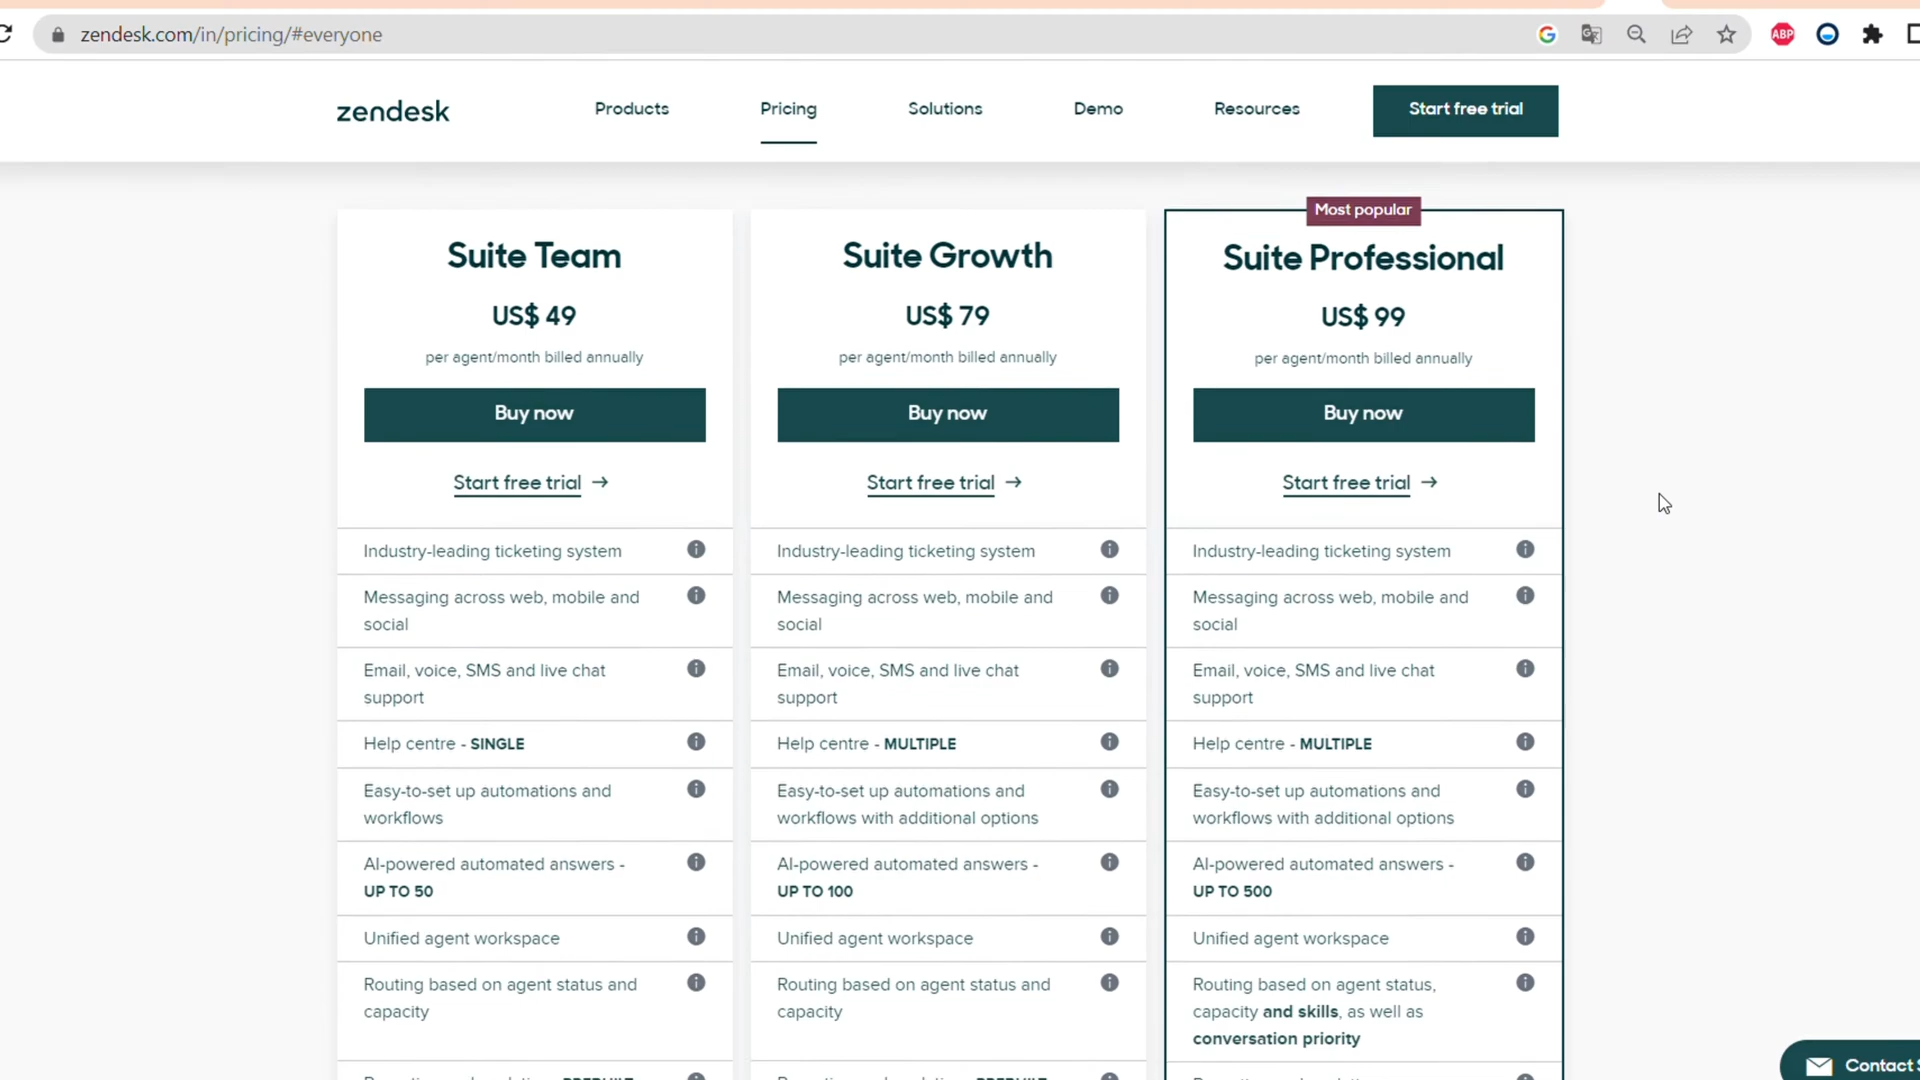 zendesk.com/in/pricing/#everyone
ABP
zendesk
Products
Pricing
Solutions
Demo
Resources
Start free trial
Suite Team
US$ 49
per agent/month billed annually
Buy now
Start free trial →
Industry-leading ticketing system
Messaging across web, mobile and
social
Email, voice, SMS and live chat
support
Help centre - SINGLE
Easy-to-set up automations and
workflows
AI-powered automated answers -
UP TO 50
Unified agent workspace
Routing based on agent status and
capacity
Suite Growth
US$ 79
per agent/month billed annually
Buy now
Start free trial →
Industry-leading ticketing system
Messaging across web, mobile and
social
Email, voice, SMS and live chat
support
Help centre - MULTIPLE
Easy-to-set up automations and
workflows with additional options
AI-powered automated answers -
UP TO 100
Unified agent workspace
Routing based on agent status and
capacity
Most popular
Suite Professional
US$ 99
per agent/month billed annually
Buy now
Start free trial →
Industry-leading ticketing system
Messaging across web, mobile and
social
Email, voice, SMS and live chat
support
Help centre - MULTIPLE
Easy-to-set up automations and
workflows with additional options
AI-powered automated answers -
UP TO 500
Unified agent workspace
Routing based on agent status,
capacity and skills, as well as
conversation priority
Contact